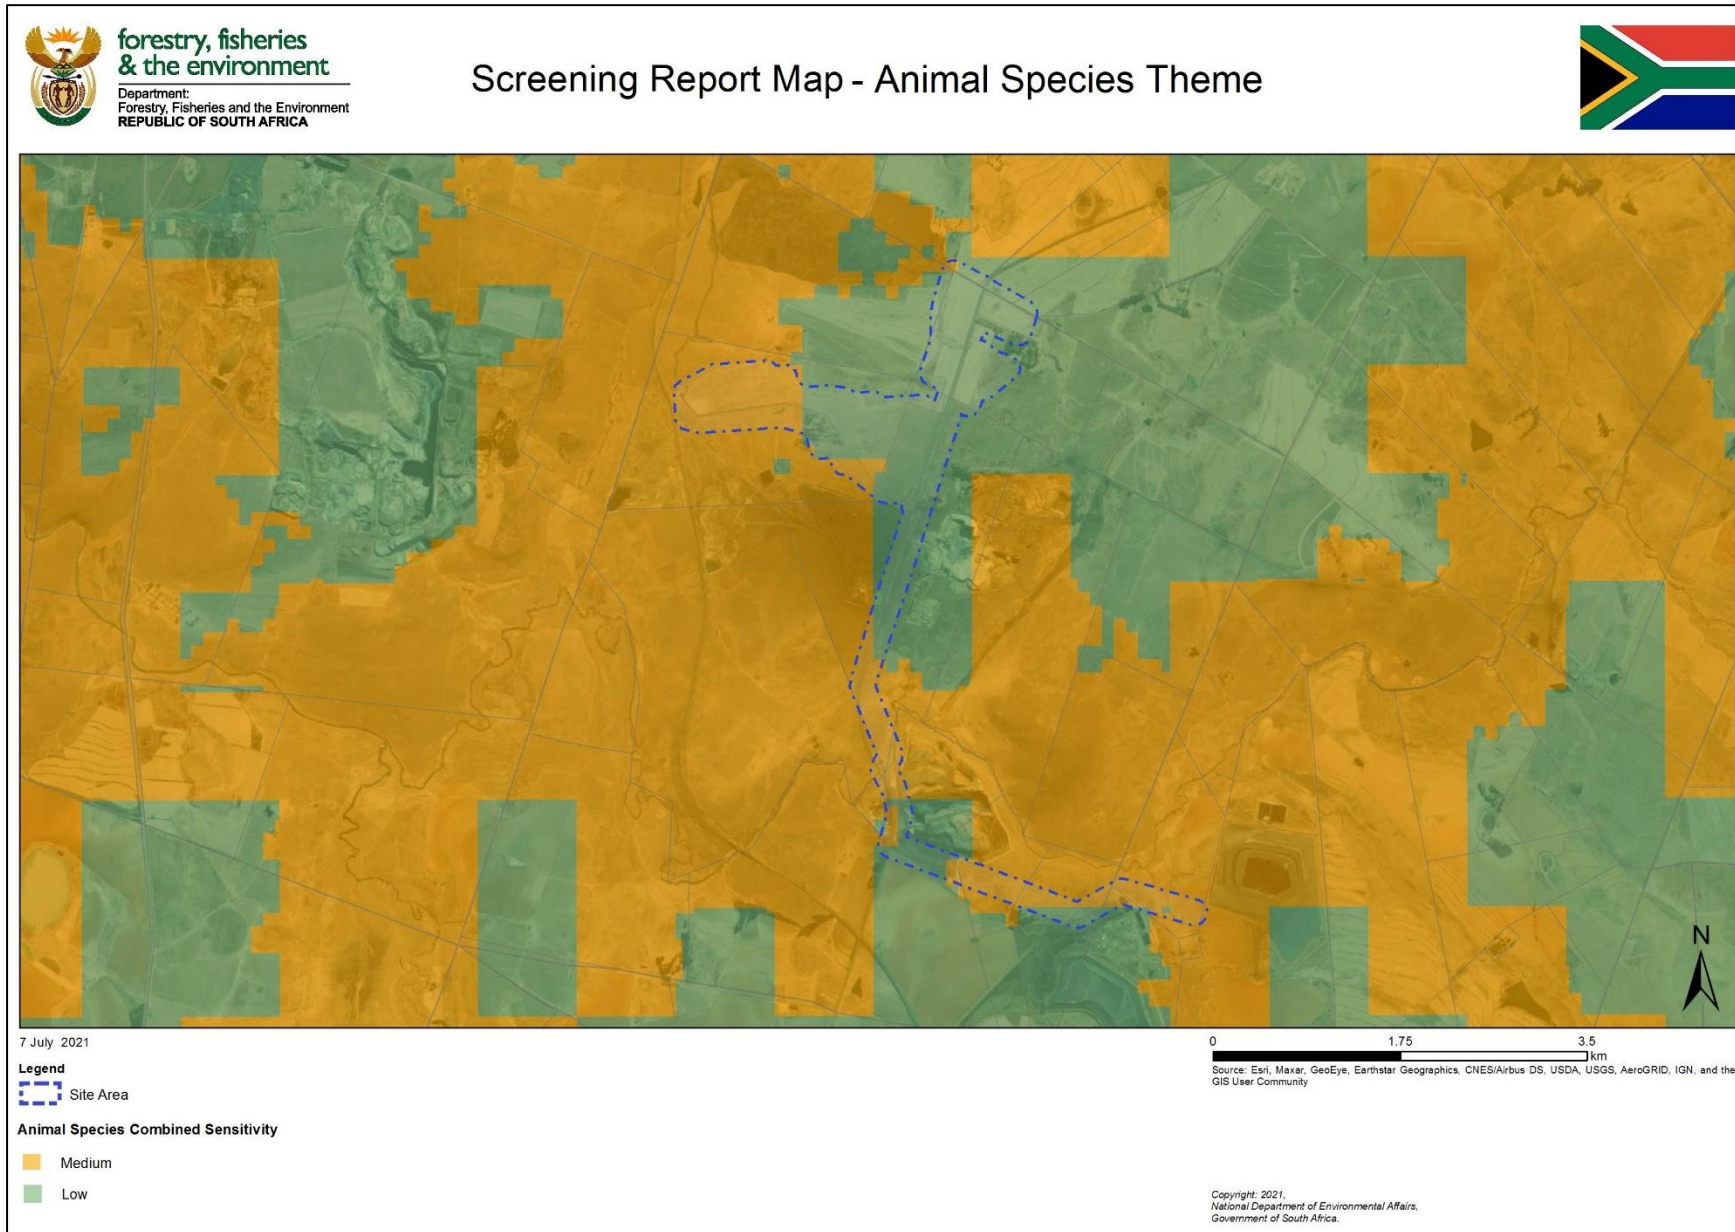 forestry, fisheries
& the environment
Department:
Forestry, Fisheries and the Environment
REPUBLIC OF SOUTH AFRICA
Screening Report Map - Animal Species Theme
N
7 July 2021
Legend
Site Area
Animal Species Combined Sensitivity
Medium
Low
0 1.75 3.5
km
Source: Esri, Maxar, GeoEye, Earthstar Geographics, CNES/Airbus DS, USDA, USGS, AeroGRID, IGN, and the
GIS User Community
Copyright: 2021,
National Department of Environmental Affairs,
Government of South Africa.